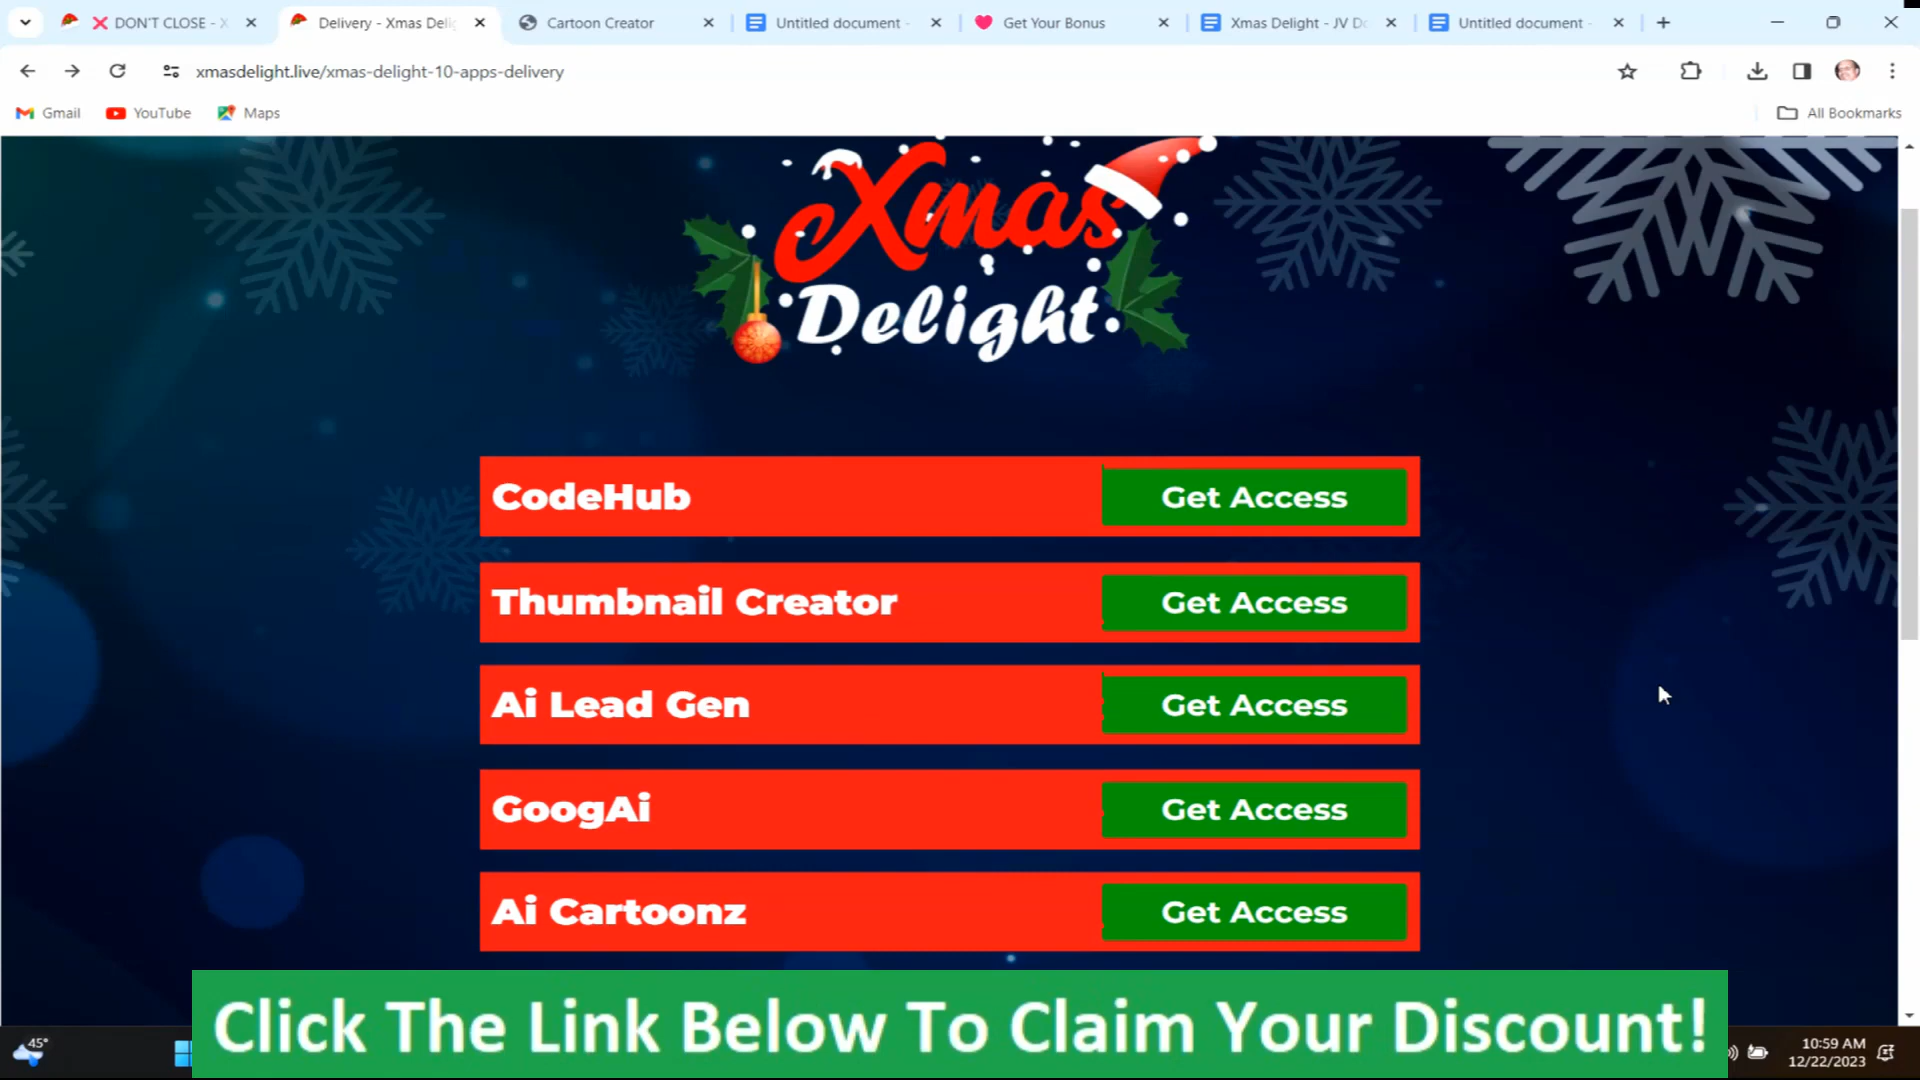 DON'T CLOSE - X
Delivery - Xmas Deli
Cartoon Creator
Untitled document -
Get Your Bonus
Xmas Delight - JV Do
Untitled document -
xmasdelight.live/xmas-delight-10-apps-delivery
Gmail
YouTube
Maps
All Bookmarks
Xmas
Delight
CodeHub
Get Access
Thumbnail Creator
Get Access
Ai Lead Gen
Get Access
GoogAi
Get Access
Ai Cartoonz
Get Access
Click The Link Below To Claim Your Discount!
45°
10:59 AM
12/22/2023